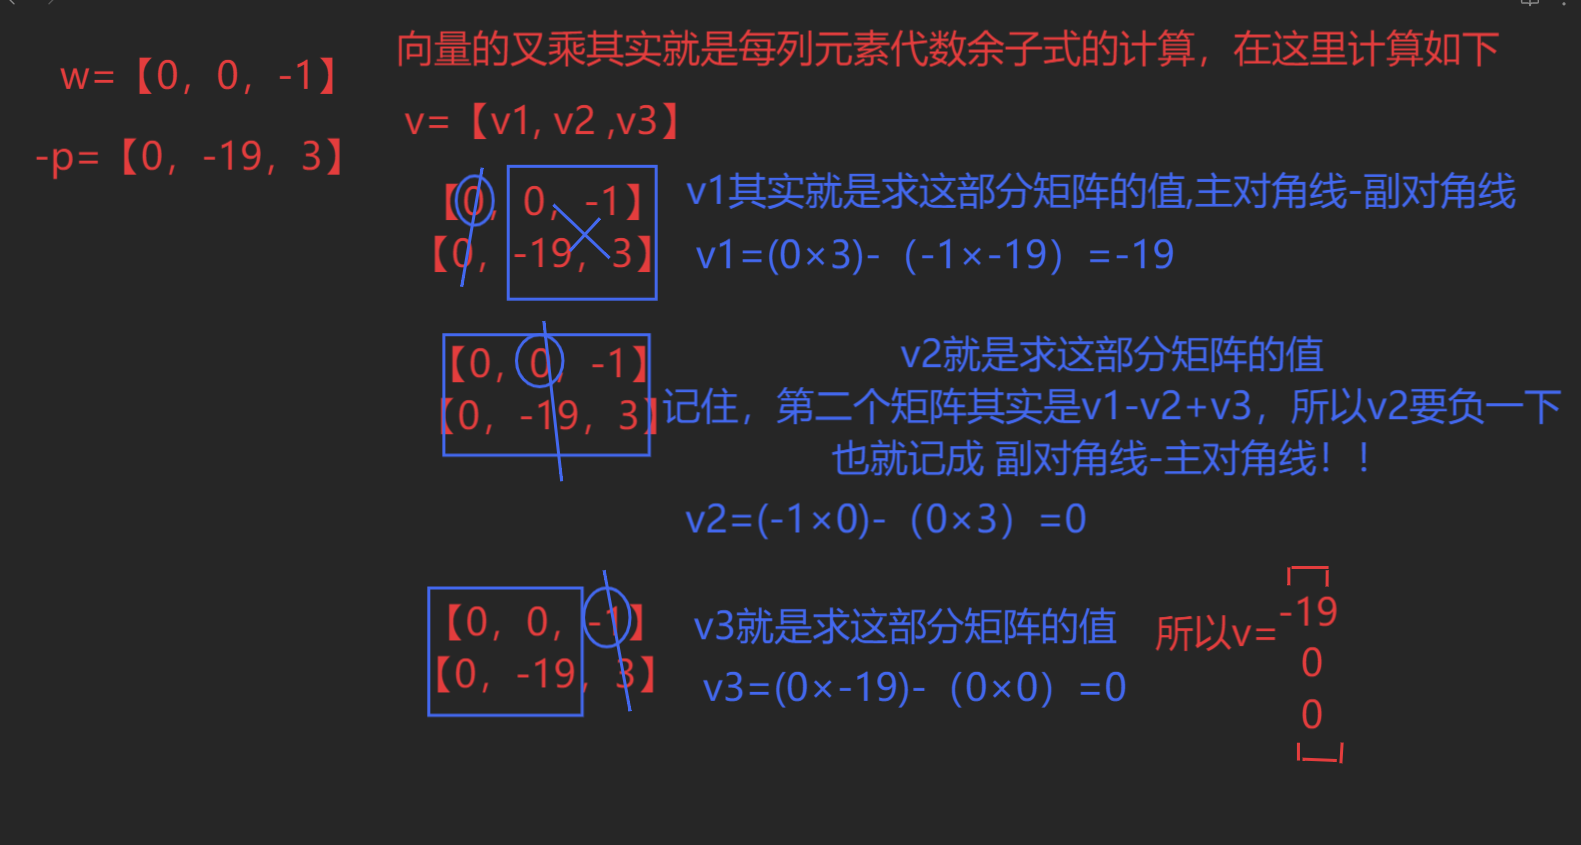 向量的叉乘其实就是每列元素代数余子式的计算，在这里计算如下
w=【0，0，-1】
-p=【0，-19，3】
v=【v1, v2 ,v3】
【0，0，-1】
【0，-19，3】
v1其实就是求这部分矩阵的值,主对角线-副对角线
v1=(0×3)-（-1×-19）=-19
【0，0，-1】
【0，-19，3】
v2就是求这部分矩阵的值
记住，第二个矩阵其实是v1-v2+v3，所以v2要负一下
也就记成 副对角线-主对角线！！
v2=(-1×0)-（0×3）=0
【0，0，-1】
【0，-19，3】
v3就是求这部分矩阵的值
v3=(0×-19)-（0×0）=0
所以v=
-19
0
0